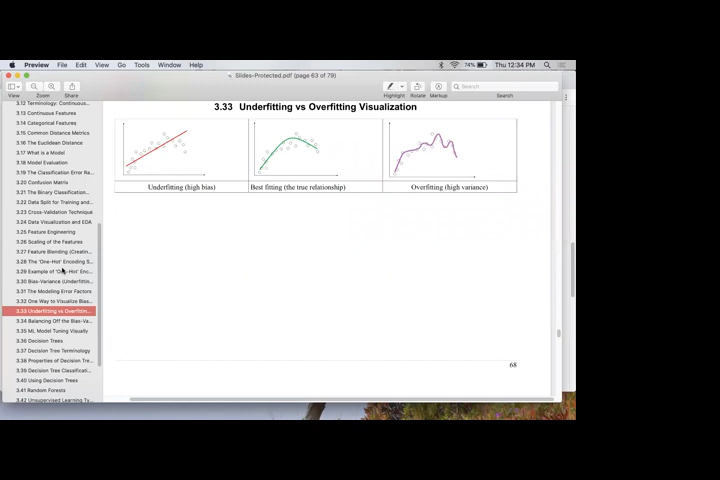 Preview File Edit View Go Tools Window Help
74% Thu 12:34 PM
Slides-Protected.pdf (page 63 of 79)
Search
View Zoom Share Highlight Rotate Markup Search
3.12 Terminology: Continuous...
3.13 Continuous Features
3.14 Categorical Features
3.15 Common Distance Metrics
3.16 The Euclidean Distance
3.17 What is a Model
3.18 Model Evaluation
3.19 The Classification Error Ra...
3.20 Confusion Matrix
3.21 The Binary Classification...
3.22 Data Split for Training and...
3.23 Cross-Validation Technique
3.24 Data Visualization and EDA
3.25 Feature Engineering
3.26 Scaling of the Features
3.27 Feature Blending (Creatin...
3.28 The 'One-Hot' Encoding S...
3.29 Example of 'One-Hot' Enc...
3.30 Bias-Variance (Underfittin...
3.31 The Modeling Error Factors
3.32 One Way to Visualize Bias...
3.33 Underfitting vs Overfittin...
3.34 Balancing Off the Bias-Va...
3.35 ML Model Tuning Visually
3.36 Decision Trees
3.37 Decision Tree Terminology
3.38 Properties of Decision Tre...
3.39 Decision Tree Classificati...
3.40 Using Decision Trees
3.41 Random Forests
3.42 Unsupervised Learning Ty...
3.33 Underfitting vs Overfitting Visualization
Underfitting (high bias)
Best fitting (the true relationship)
Overfitting (high variance)
68